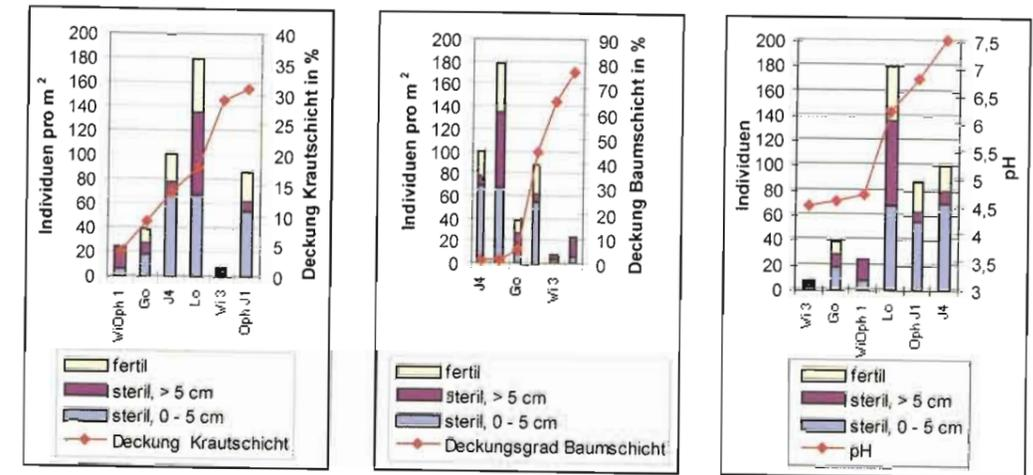 Individuen pro m²
200
180
160
140
120
100
80
60
40
20
0
40
35
30
25
20
15
10
5
0
Deckung Krautschicht in %
WiOph 1
Go
J4
Lo
Wi 3
Oph J1
fertil
steril, > 5 cm
steril, 0 - 5 cm
Deckung Krautschicht
Individuen pro m²
200
180
160
140
120
100
80
60
40
20
0
90
80
70
60
50
40
30
20
10
0
Deckung Baumschicht in %
J4
Go
Wi 3
fertil
steril, > 5 cm
steril, 0 - 5 cm
Deckungsgrad Baumschicht
Individuen
200
180
160
140
120
100
80
60
40
20
0
7,5
7
6,5
6
5,5
5
4,5
4
3,5
3
pH
Wi 3
Go
WiOph 1
Lo
Oph J1
J4
fertil
steril, > 5 cm
steril, 0 - 5 cm
pH